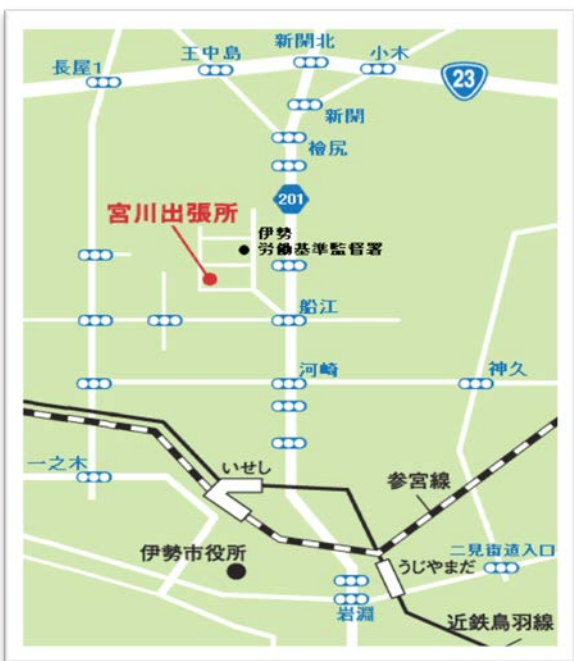 新開北
王中島
小木
長屋1
23
新開
檜尻
201
宮川出張所
伊勢
労働基準監督署
船江
河崎
神久
一之木
いせし
参宮線
伊勢市役所
うじやまだ
二見街道入口
岩淵
近鉄鳥羽線